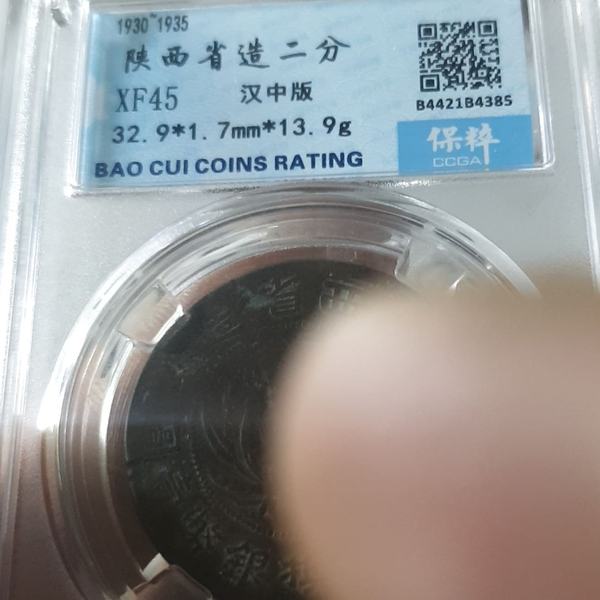 1930~1935
陕西省造二分
XF45 汉中版
B4421B4385
32.9*1.7mm*13.9g
保粹
CCGA
BAO CUI COINS RATING